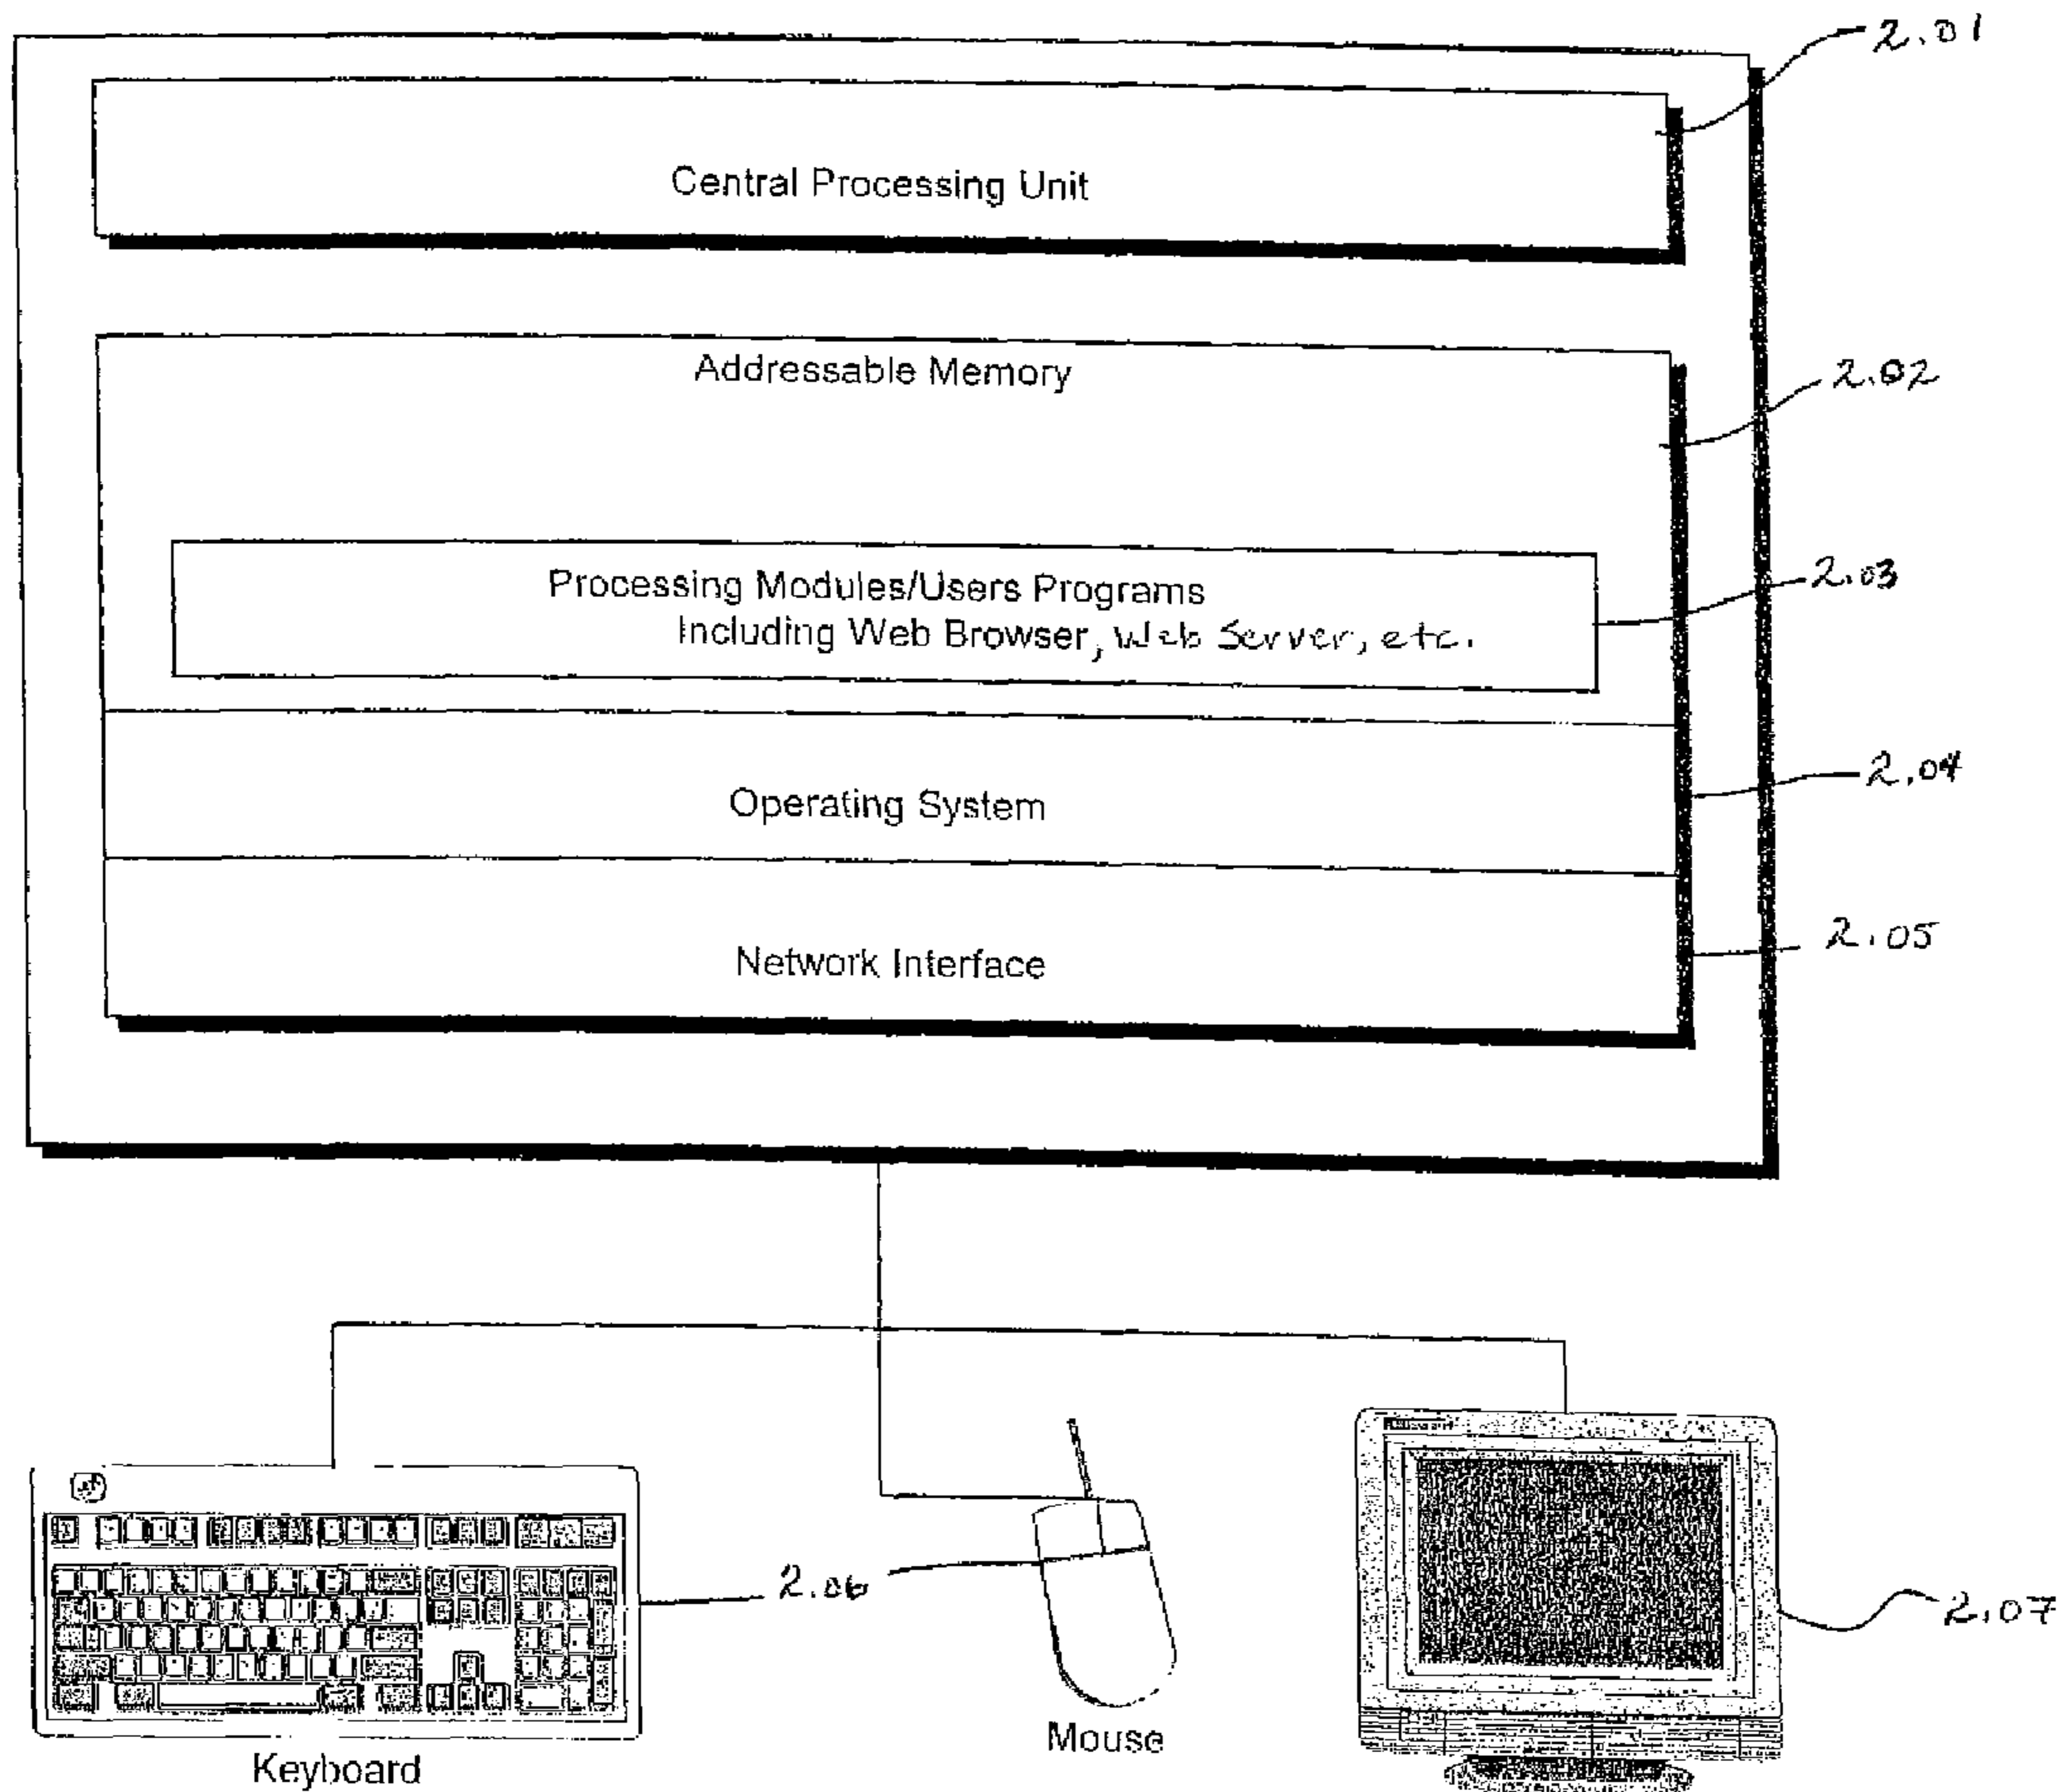 2.01
Central Processing Unit
Addressable Memory
2.02
Processing Modules/Users Programs
Including Web Browser, Web Server, etc.
2.03
Operating System
2.04
Network Interface
2.05
2.06
2.07
Mouse
Keyboard